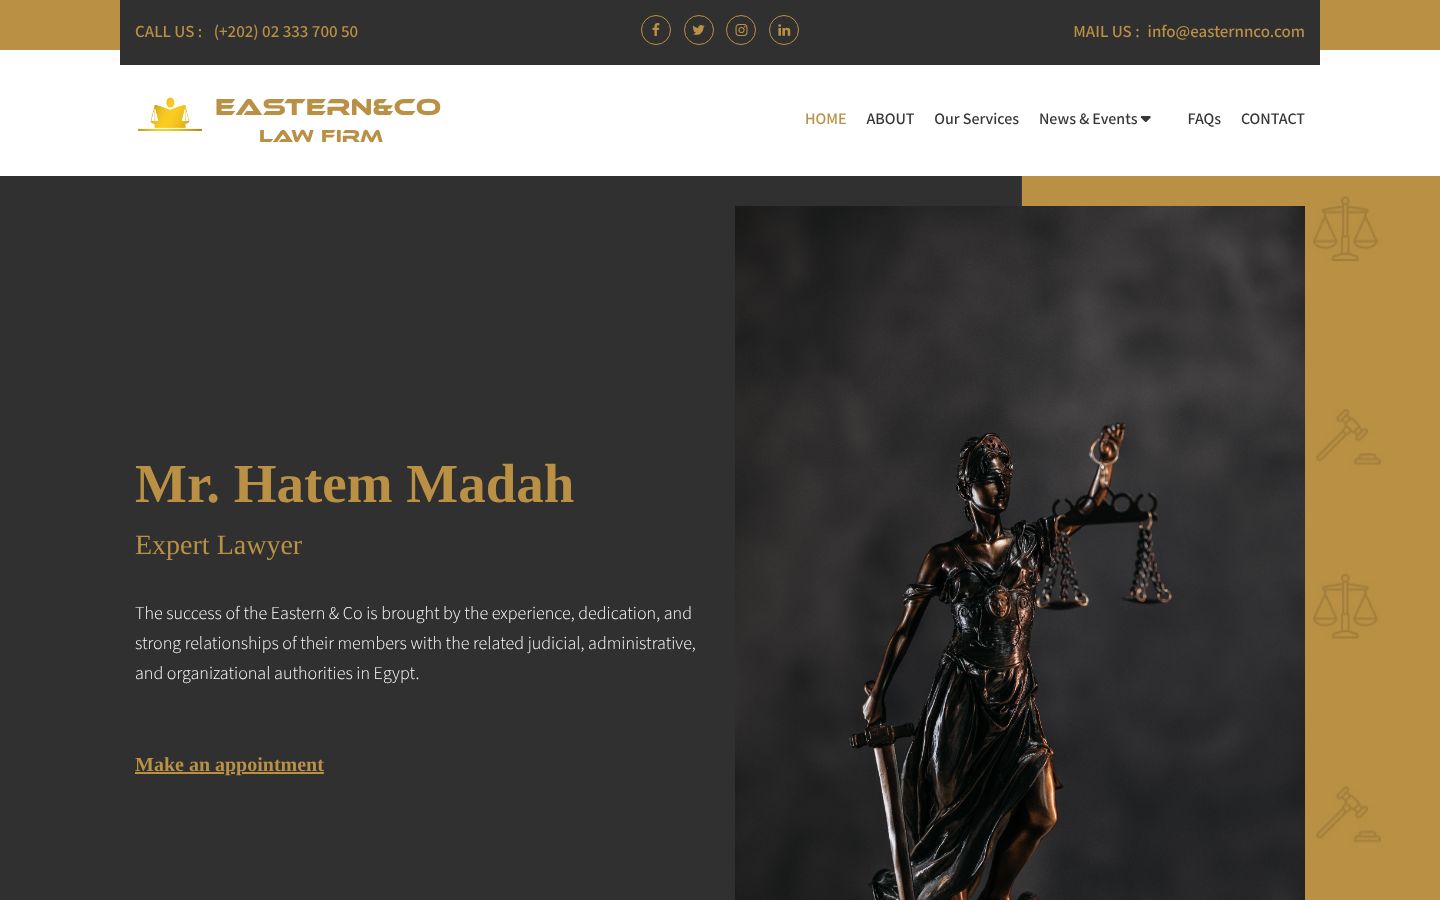 CALL US : (+202) 02 333 700 50
MAIL US : info@easternnco.com
EASTERN&CO
LAW FIRM
HOME ABOUT Our Services News & Events FAQs CONTACT
Mr. Hatem Madah
Expert Lawyer
The success of the Eastern & Co is brought by the experience, dedication, and
strong relationships of their members with the related judicial, administrative,
and organizational authorities in Egypt.
Make an appointment